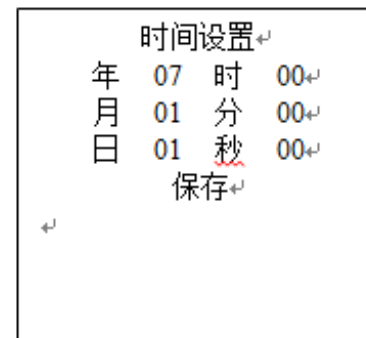 时间设置
年 07 时 00
月 01 分 00
日 01 秒 00
保存